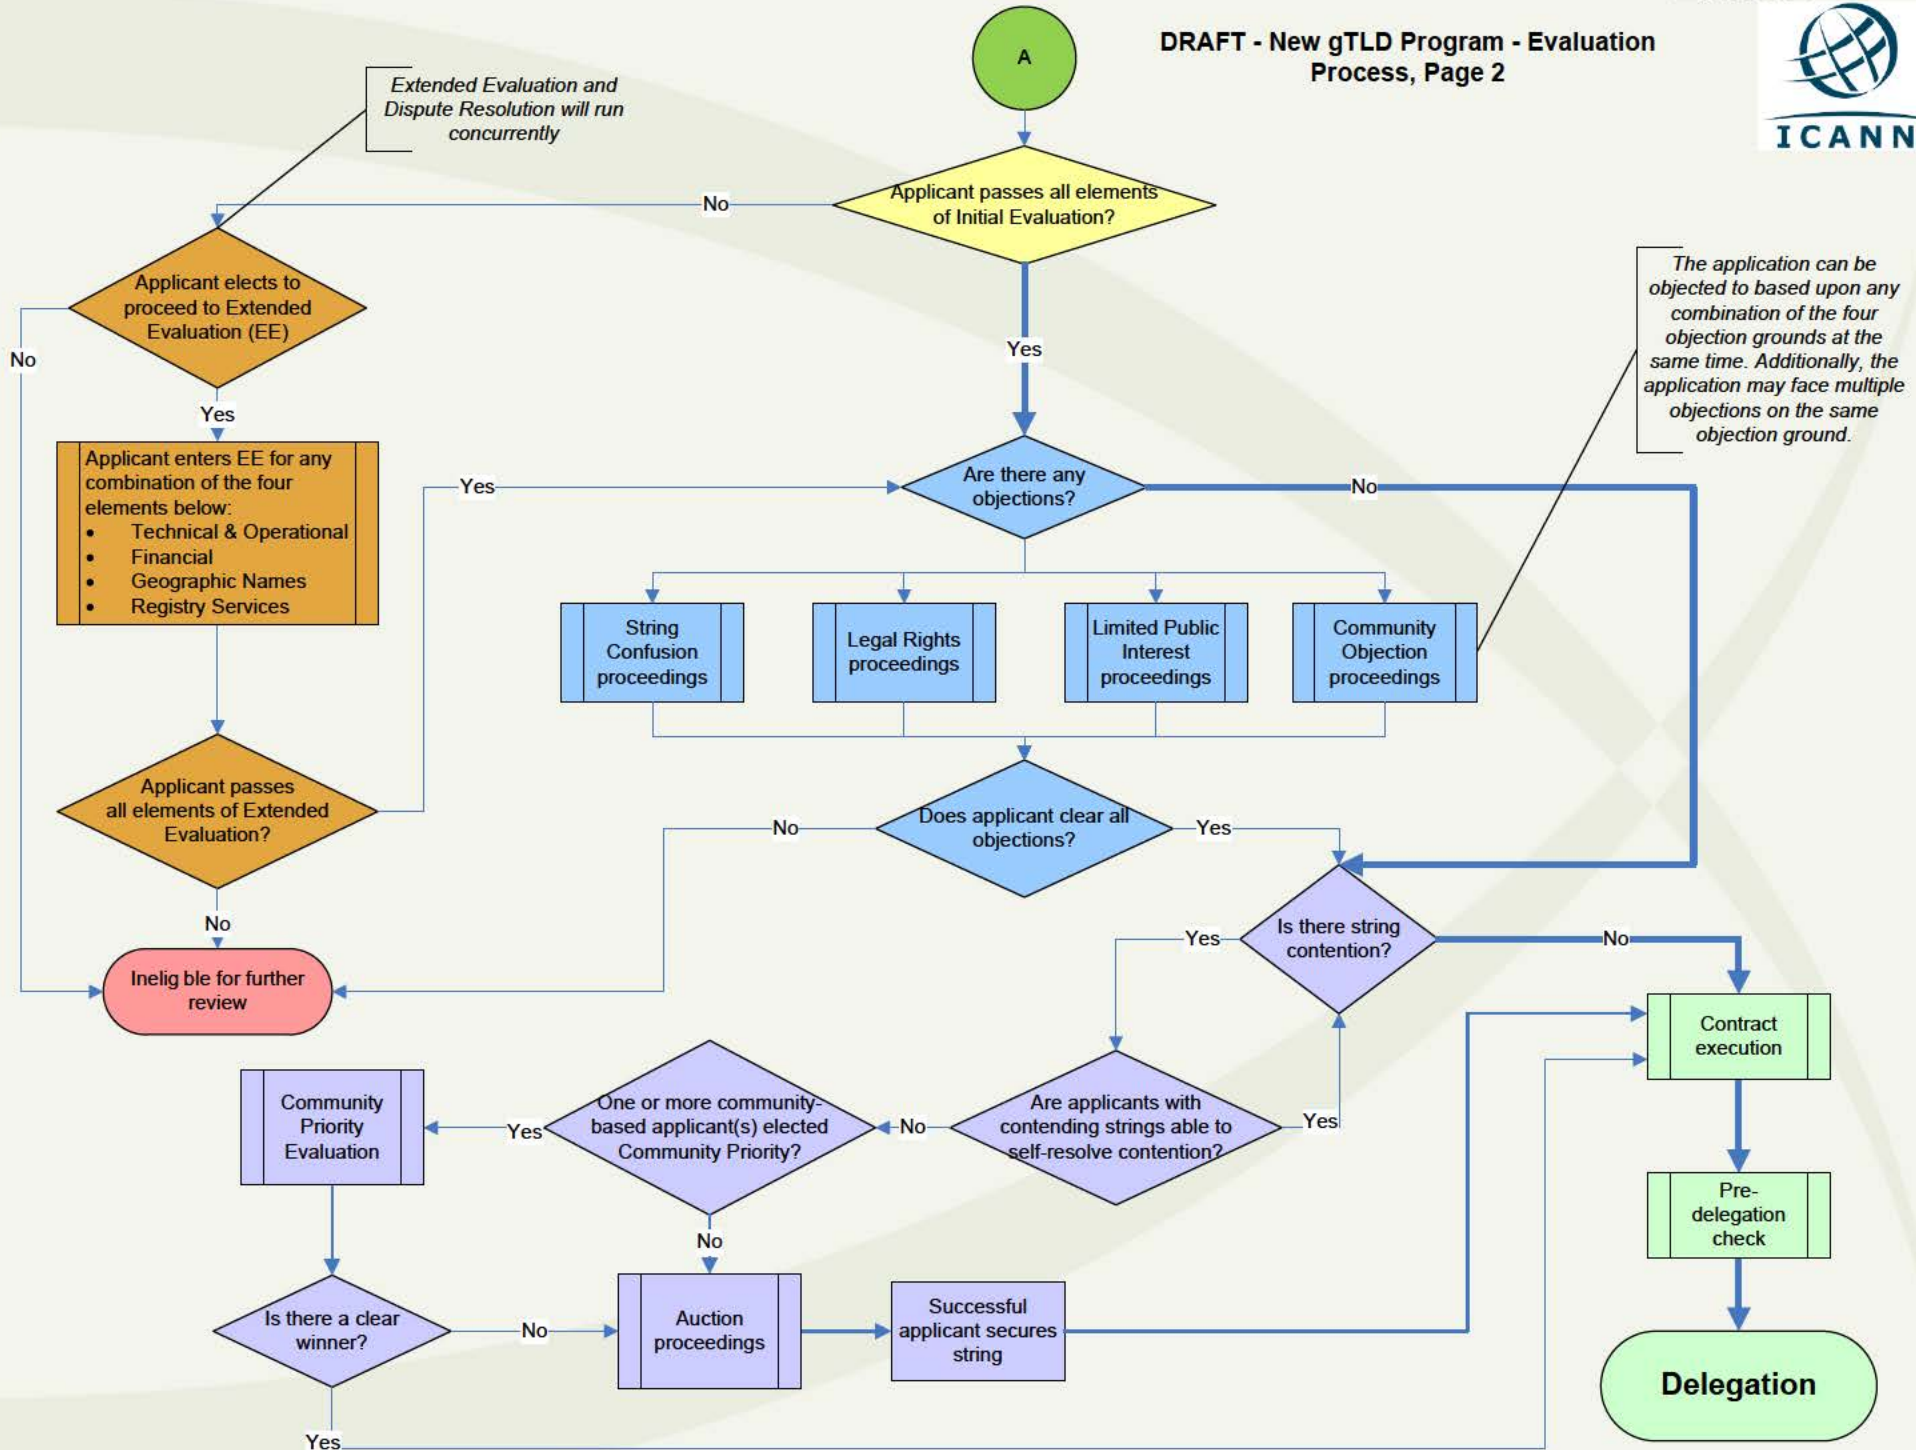 DRAFT - New gTLD Program - Evaluation
Process, Page 2
ICANN
A
Extended Evaluation and
Dispute Resolution will run
concurrently
Applicant passes all elements
of Initial Evaluation?
No
Yes
Applicant elects to
proceed to Extended
Evaluation (EE)
No
Yes
The application can be
objected to based upon any
combination of the four
objection grounds at the
same time. Additionally, the
application may face multiple
objections on the same
objection ground.
Applicant enters EE for any
combination of the four
elements below:
• Technical & Operational
• Financial
• Geographic Names
• Registry Services
Yes
Are there any
objections?
No
String
Confusion
proceedings
Legal Rights
proceedings
Limited Public
Interest
proceedings
Community
Objection
proceedings
Applicant passes
all elements of Extended
Evaluation?
No
Does applicant clear all
objections?
No
Yes
Inelig ble for further
review
Is there string
contention?
Yes
No
Contract
execution
Community
Priority
Evaluation
Yes
One or more community-
based applicant(s) elected
Community Priority?
No
Are applicants with
contending strings able to
self-resolve contention?
Yes
No
Pre-
delegation
check
Is there a clear
winner?
No
Auction
proceedings
Successful
applicant secures
string
Delegation
Yes